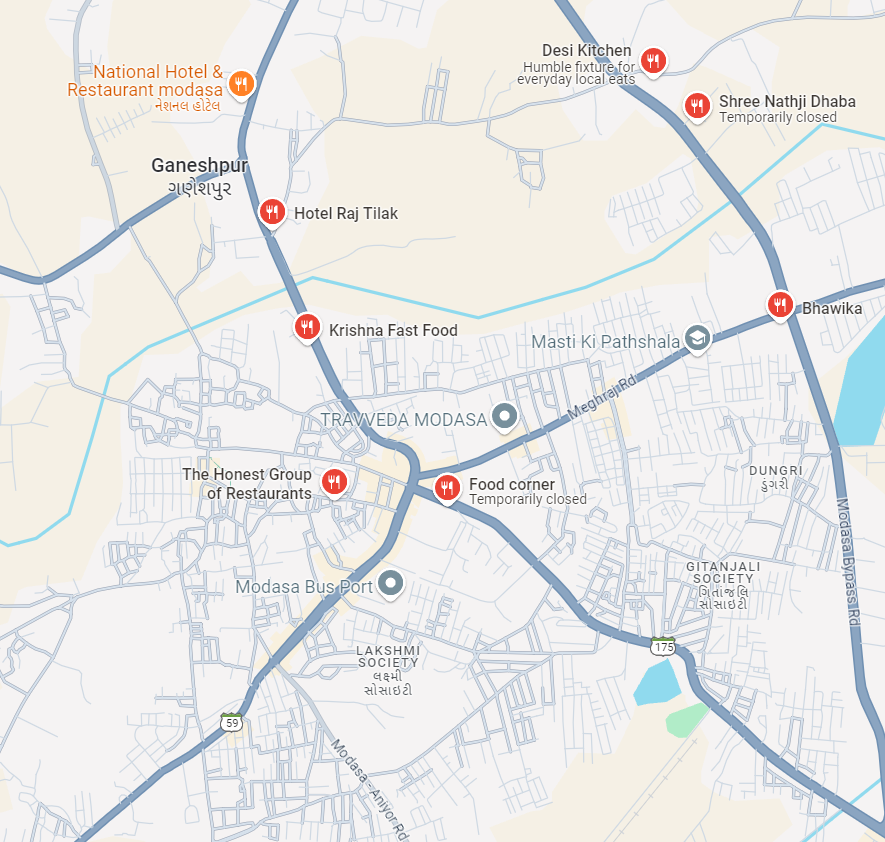 Desi Kitchen
Humble fixture for
everyday local eats
National Hotel &
Restaurant modasa
નેશનલ હોટેલ
Shree Nathji Dhaba
Temporarily closed
Ganeshpur
ગણેશપુર
Hotel Raj Tilak
Bhawika
Krishna Fast Food
Masti Ki Pathshala
Meghraj Rd
TRAVVEDA MODASA
The Honest Group
of Restaurants
Food corner
Temporarily closed
DUNGRI
ડુંગરી
Modasa Bypass Rd
Modasa Bus Port
GITANJALI
SOCIETY
ગિતાંજલિ
સોસાઇટી
LAKSHMI
SOCIETY
લક્ષ્મી
સોસાઇટી
175
59
Modasa - Aniyor Rd